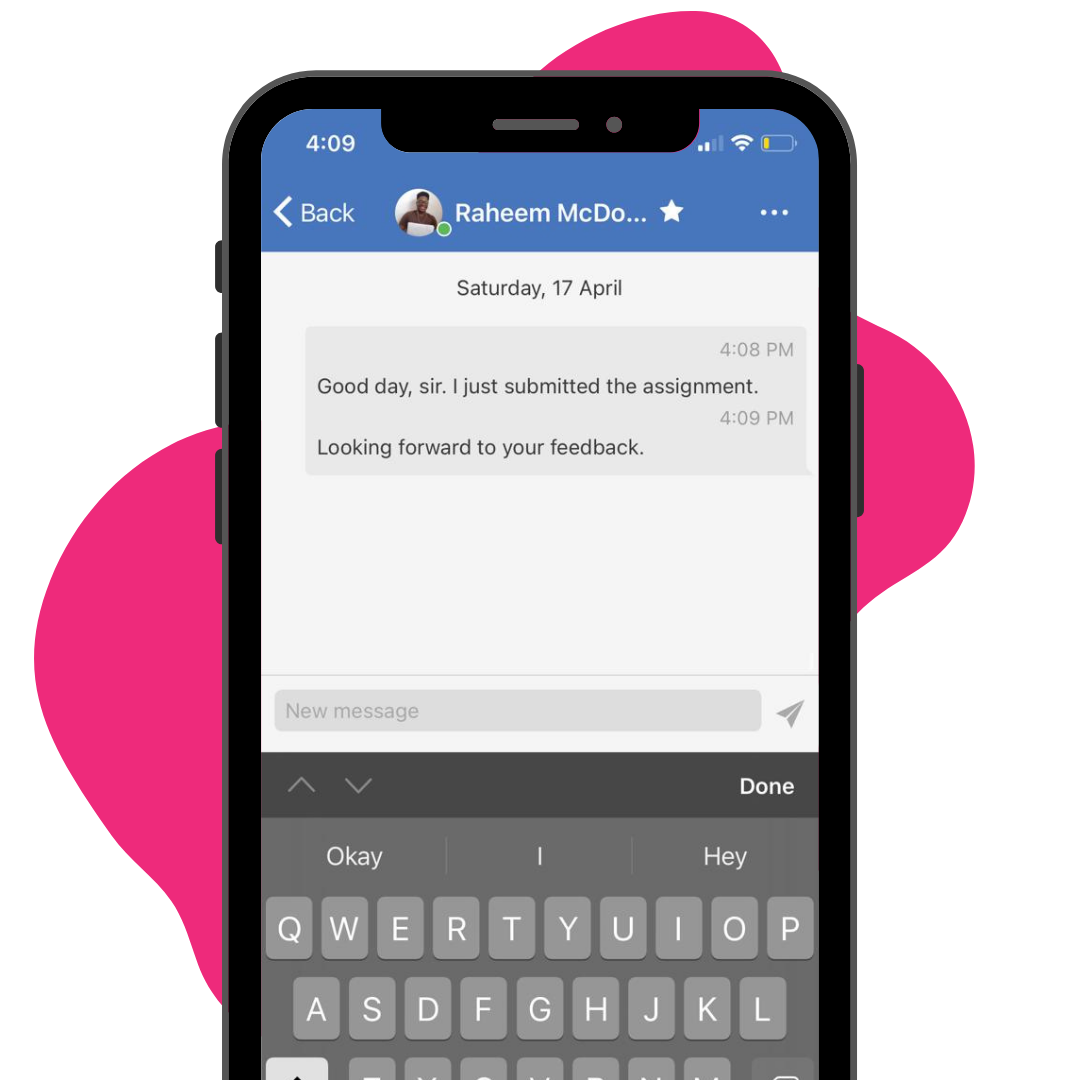 4:09
Back
Raheem McDo...
Saturday, 17 April
4:08 PM
Good day, sir. I just submitted the assignment.
4:09 PM
Looking forward to your feedback.
New message
Done
Okay I Hey
Q W E R T Y U I O P
A S D F G H J K L